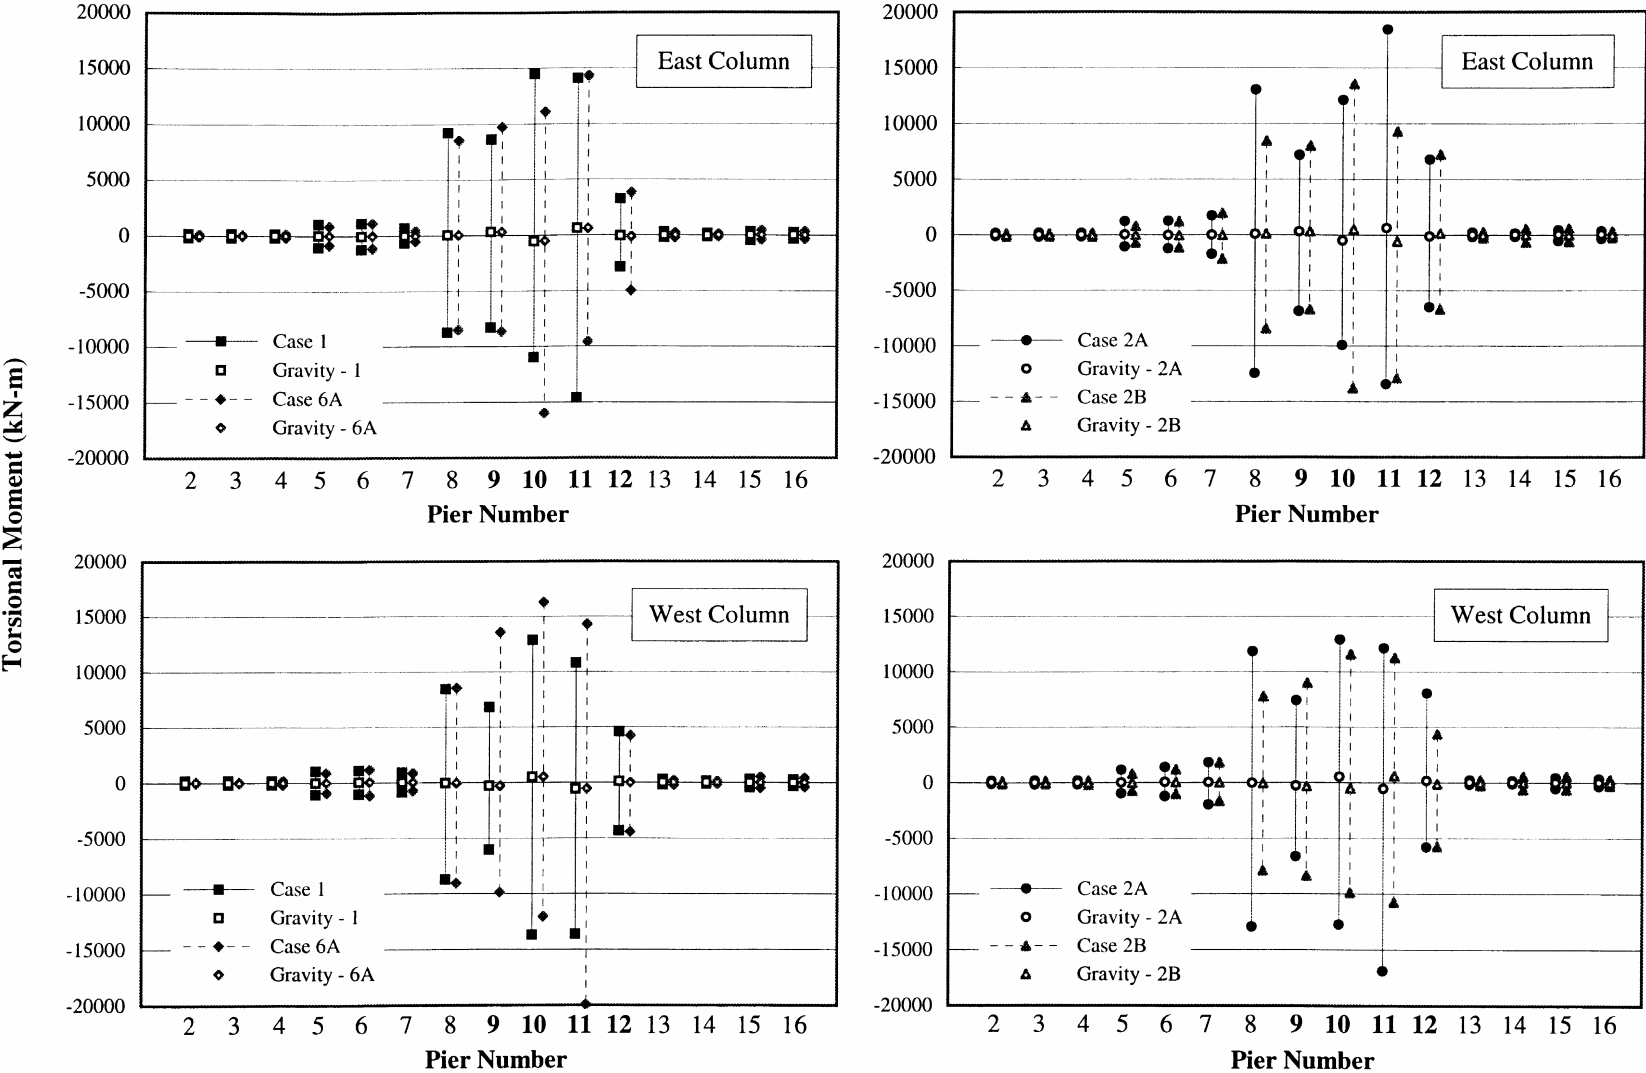 Torsional Moment (kN-m)
20000
15000
10000
5000
0
-5000
-10000
-15000
-20000
East Column
Case 1
Gravity - 1
Case 6A
Gravity - 6A
2 3 4 5 6 7 8 9 10 11 12 13 14 15 16
Pier Number
20000
15000
10000
5000
0
-5000
-10000
-15000
-20000
East Column
Case 2A
Gravity - 2A
Case 2B
Gravity - 2B
2 3 4 5 6 7 8 9 10 11 12 13 14 15 16
Pier Number
20000
15000
10000
5000
0
-5000
-10000
-15000
-20000
West Column
Case 1
Gravity - 1
Case 6A
Gravity - 6A
2 3 4 5 6 7 8 9 10 11 12 13 14 15 16
Pier Number
20000
15000
10000
5000
0
-5000
-10000
-15000
-20000
West Column
Case 2A
Gravity - 2A
Case 2B
Gravity - 2B
2 3 4 5 6 7 8 9 10 11 12 13 14 15 16
Pier Number